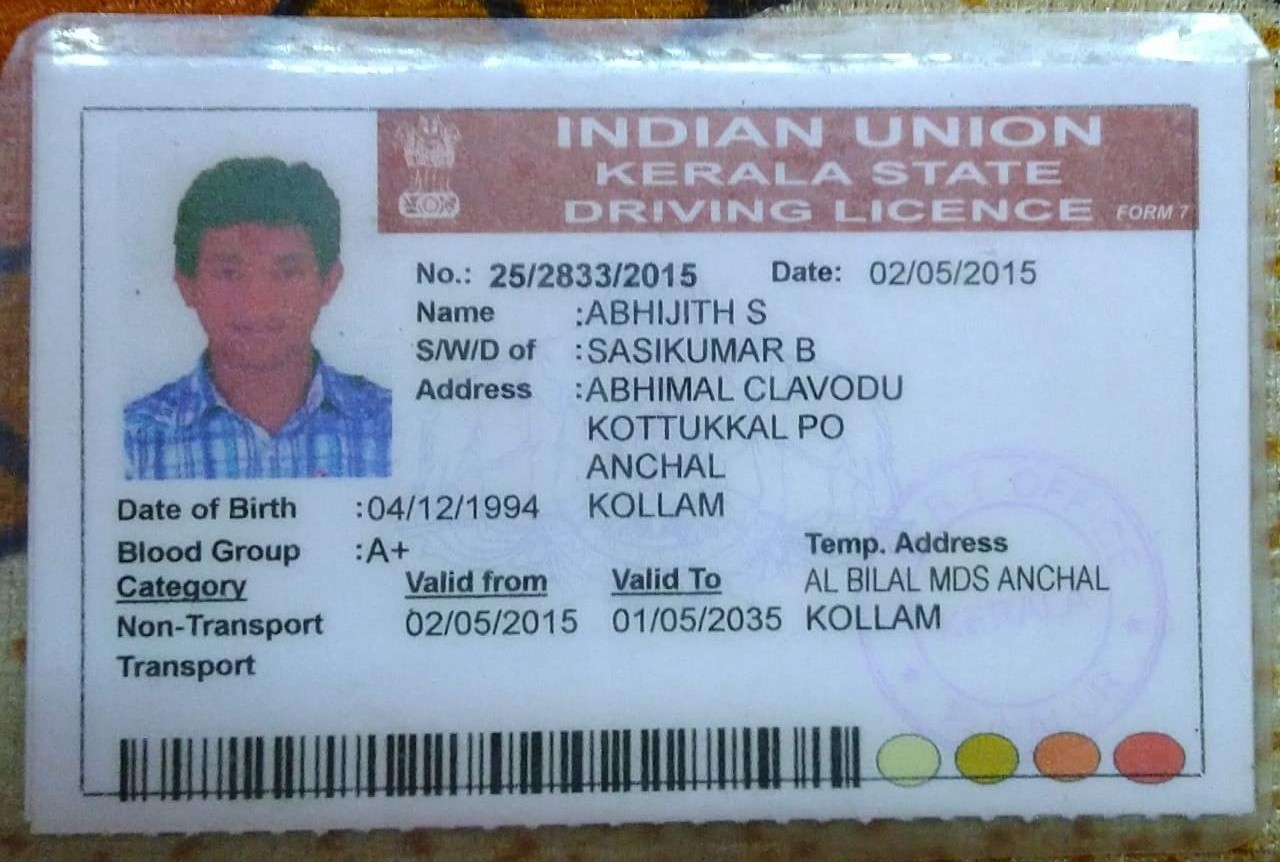 INDIAN UNION
KERALA STATE
DRIVING LICENCE FORM 7
No.: 25/2833/2015 Date: 02/05/2015
Name :ABHIJITH S
S/W/D of :SASIKUMAR B
Address :ABHIMAL CLAVODU
KOTTUKKAL PO
ANCHAL
KOLLAM
Date of Birth :04/12/1994
Blood Group :A+
Temp. Address
AL BILAL MDS ANCHAL
KOLLAM
Category Valid from Valid To
Non-Transport 02/05/2015 01/05/2035
Transport
OFFICE
KERALA